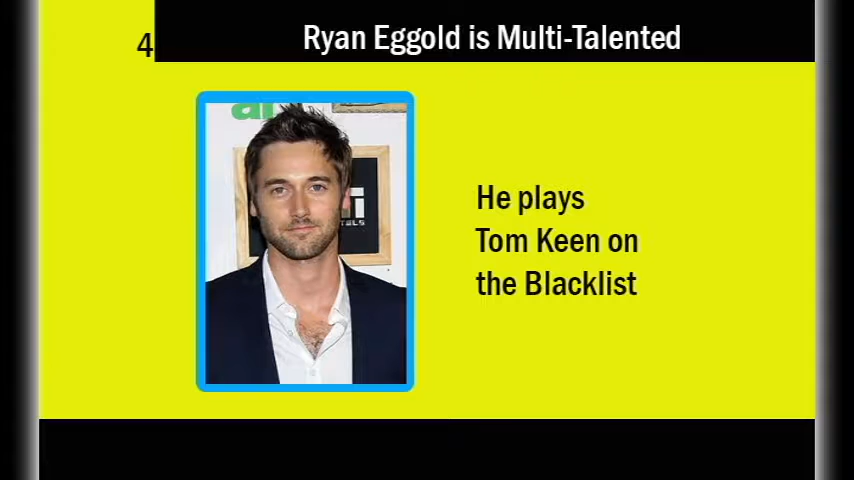 4
Ryan Eggold is Multi-Talented
He plays
Tom Keen on
the Blacklist